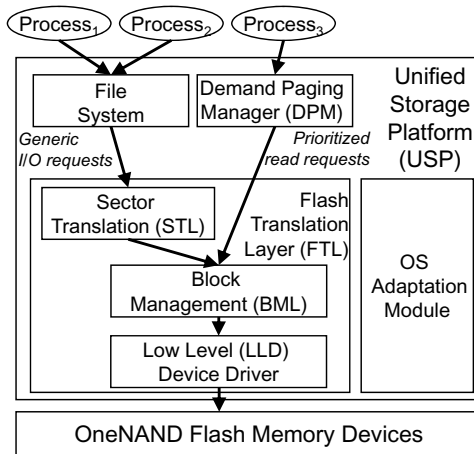 Process1 Process2 Process3
File
System
Demand Paging
Manager (DPM)
Unified
Storage
Platform
(USP)
Generic
I/O requests
Prioritized
read requests
Sector
Translation (STL)
Flash
Translation
Layer (FTL)
Block
Management (BML)
Low Level (LLD)
Device Driver
OS
Adaptation
Module
OneNAND Flash Memory Devices